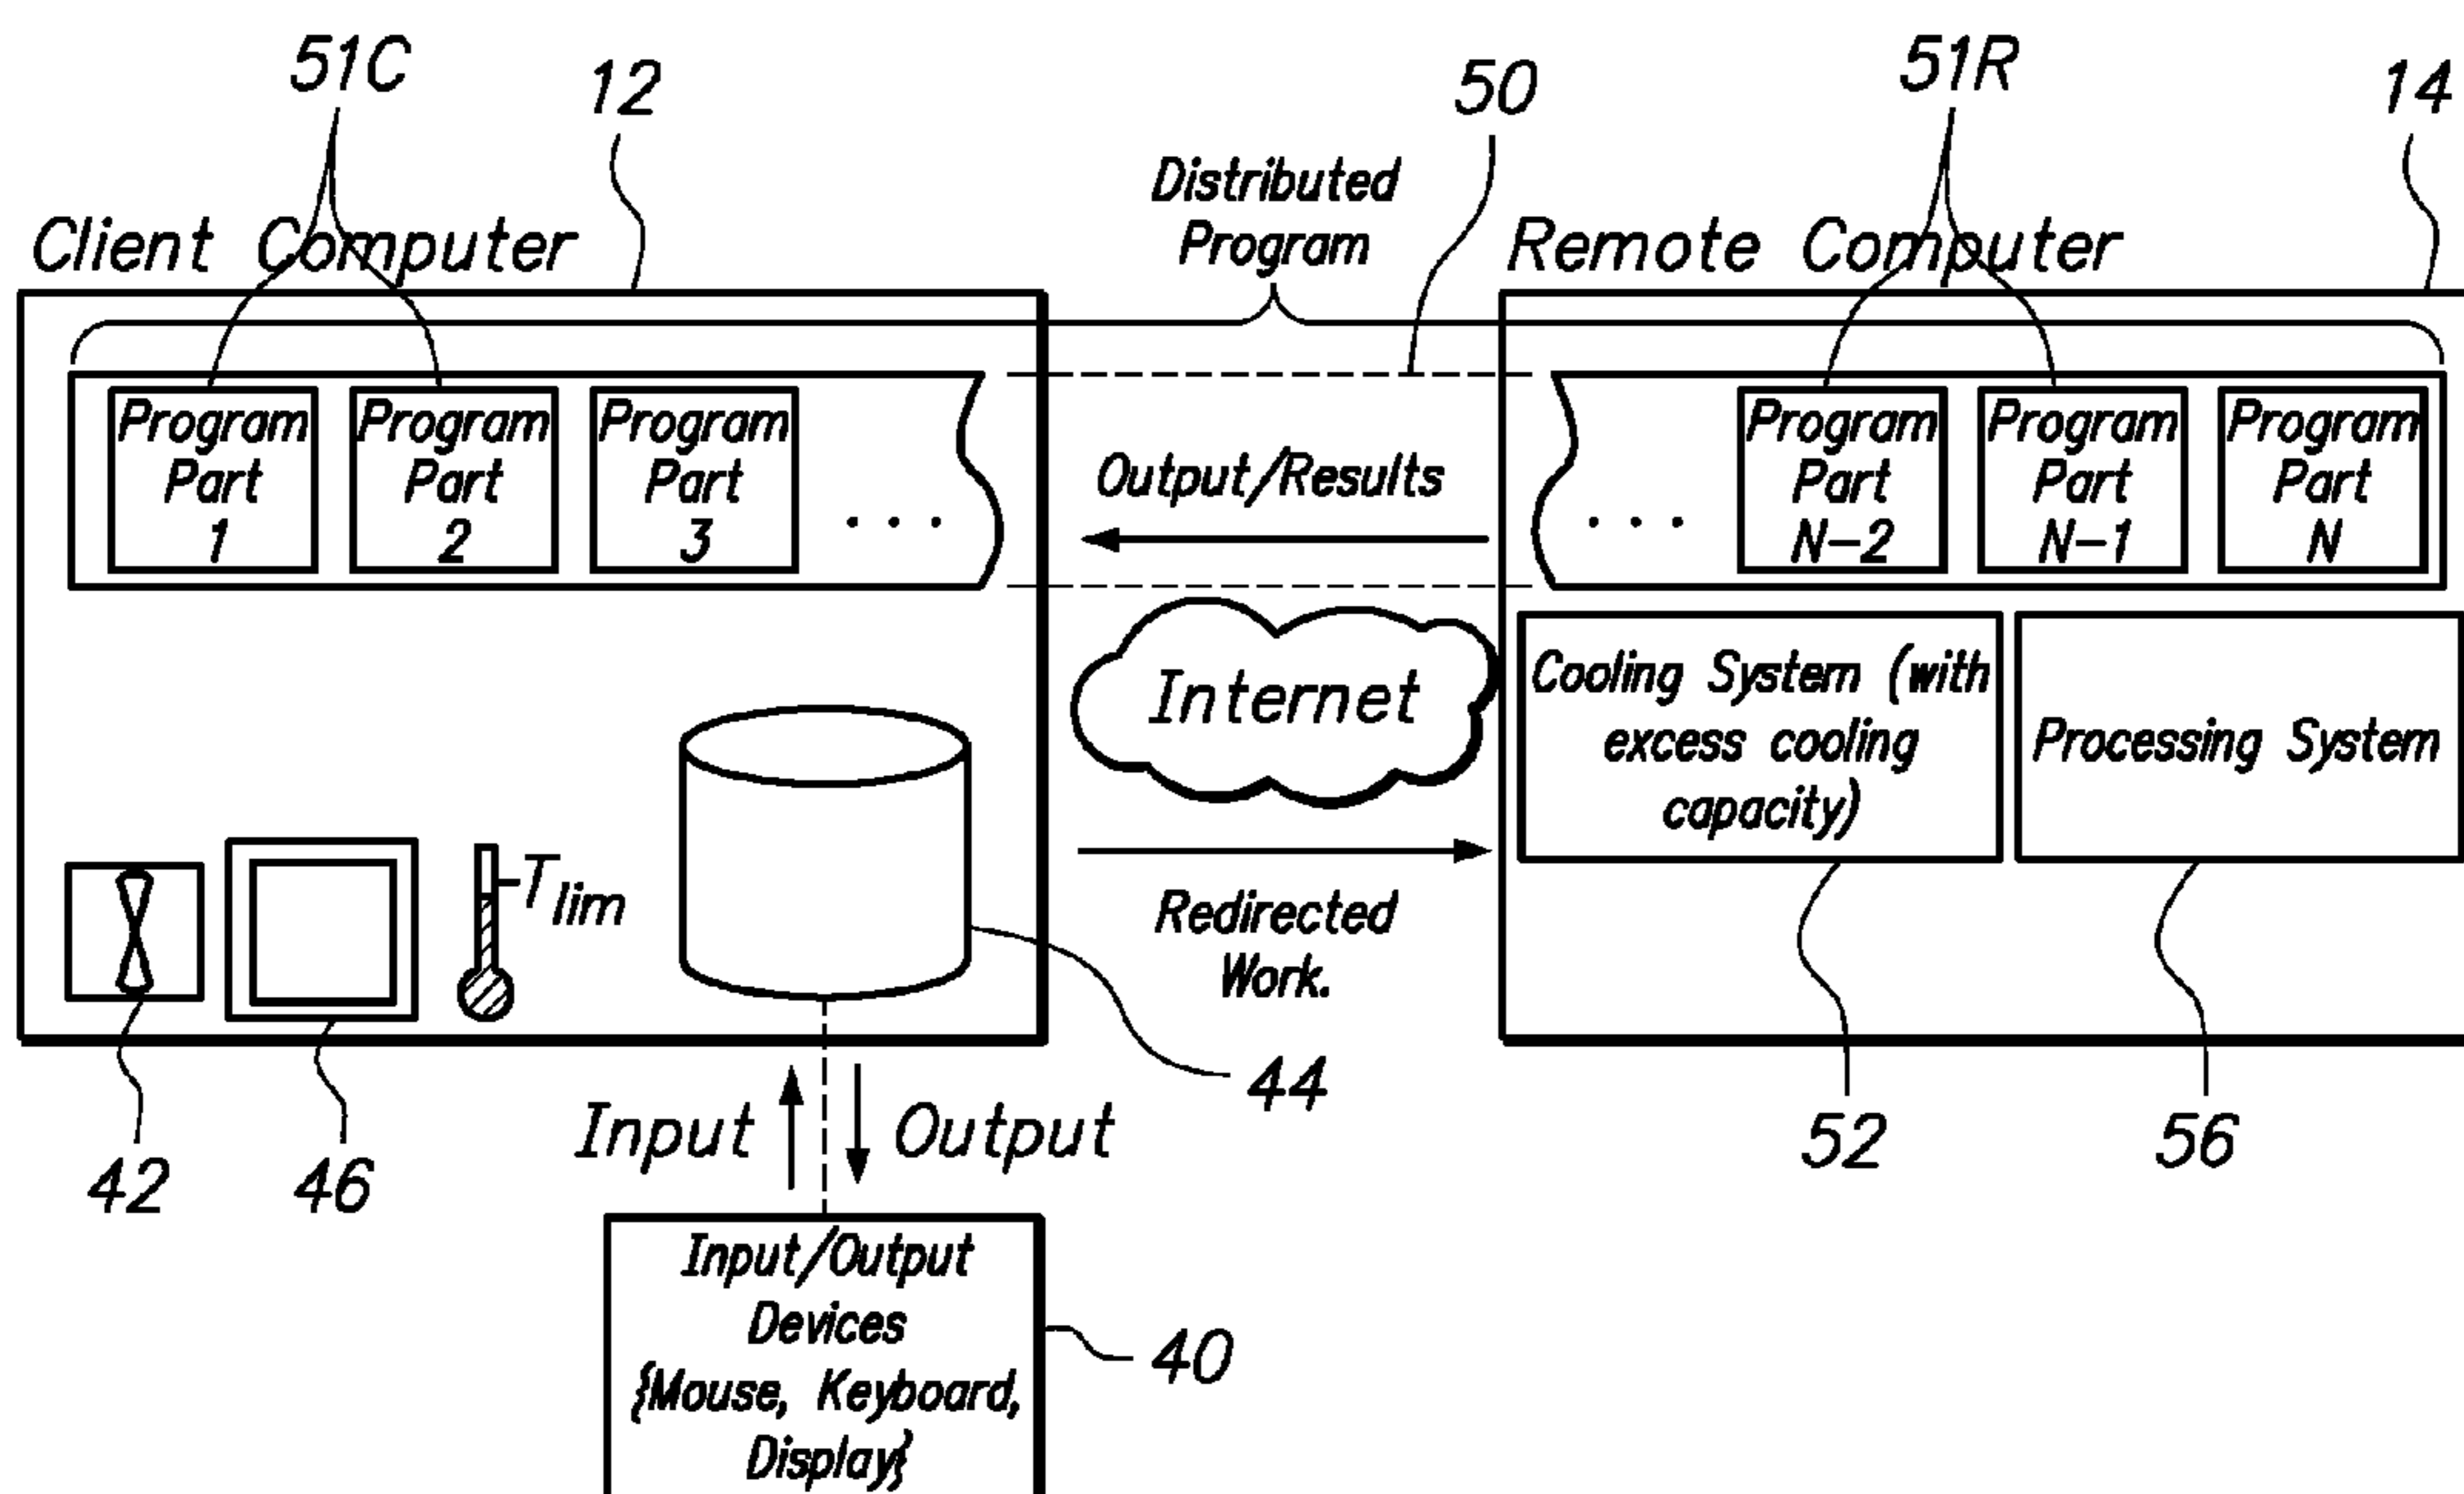 51C
12
50
51R
14
Distributed
Program
Client Computer
Remote Computer
Program
Part
1
Program
Part
2
Program
Part
3
. . .
Output/Results
. . .
Program
Part
N-2
Program
Part
N-1
Program
Part
N
Internet
Cooling System (with
excess cooling
capacity)
Processing System
Tlim
Redirected
Work.
42
46
44
52
56
Input
Output
Input/Output
Devices
{Mouse, Keyboard,
Display}
40